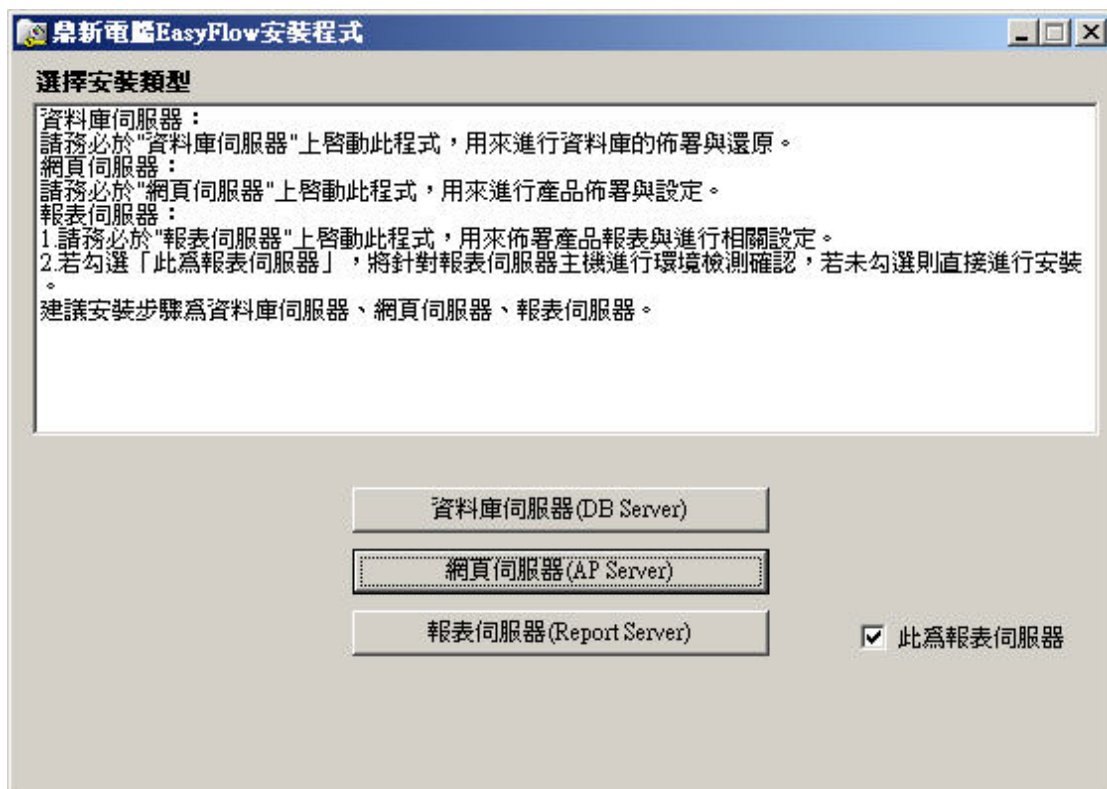 鼎新電腦EasyFlow安裝程式
選擇安裝類型
資料庫伺服器：
請務必於"資料庫伺服器"上啓動此程式，用來進行資料庫的佈署與還原。
網頁伺服器：
請務必於"網頁伺服器"上啓動此程式，用來進行產品佈署與設定。
報表伺服器：
1.請務必於"報表伺服器"上啓動此程式，用來佈署產品報表與進行相關設定。
2.若勾選「此爲報表伺服器」，將針對報表伺服器主機進行環境檢測確認，若未勾選則直接進行安裝
。
建議安裝步驟爲資料庫伺服器、網頁伺服器、報表伺服器。
資料庫伺服器(DB Server)
網頁伺服器(AP Server)
報表伺服器(Report Server)
此爲報表伺服器